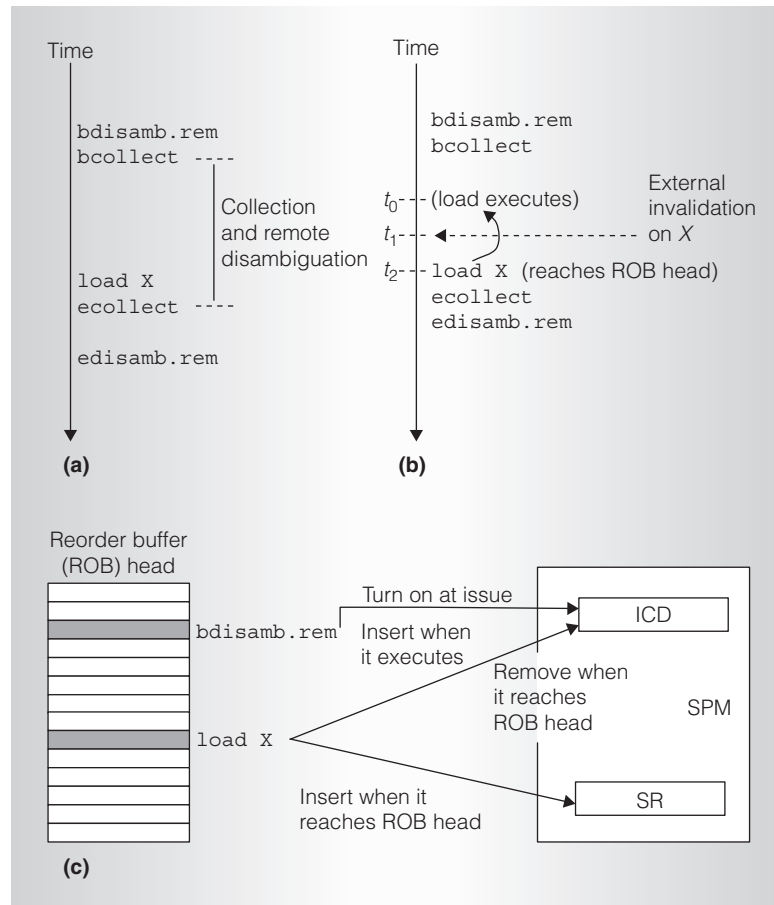 Time
bdisamb.rem
bcollect
Collection
and remote
disambiguation
load X
ecollect
edisamb.rem
(a)
Time
bdisamb.rem
bcollect
t0 (load executes)
t1
External
invalidation
on X
t2 load X (reaches ROB head)
ecollect
edisamb.rem
(b)
Reorder buffer
(ROB) head
bdisamb.rem
Turn on at issue
Insert when
it executes
ICD
Remove when
it reaches
ROB head
SPM
load X
Insert when it
reaches ROB head
SR
(c)